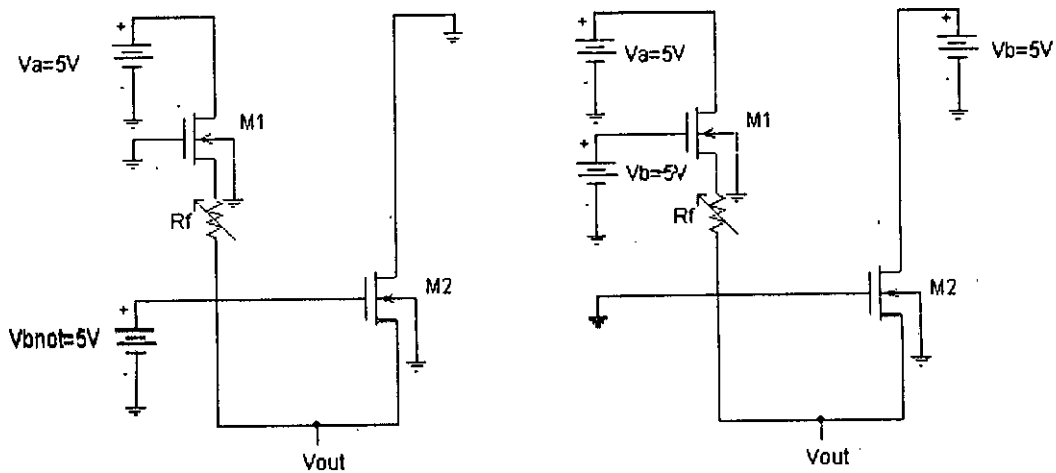 Va=5V
M1
Rf
M2
Vbnot=5V
Vout
Va=5V
Vb=5V
M1
Vb=5V
Rf
M2
Vout